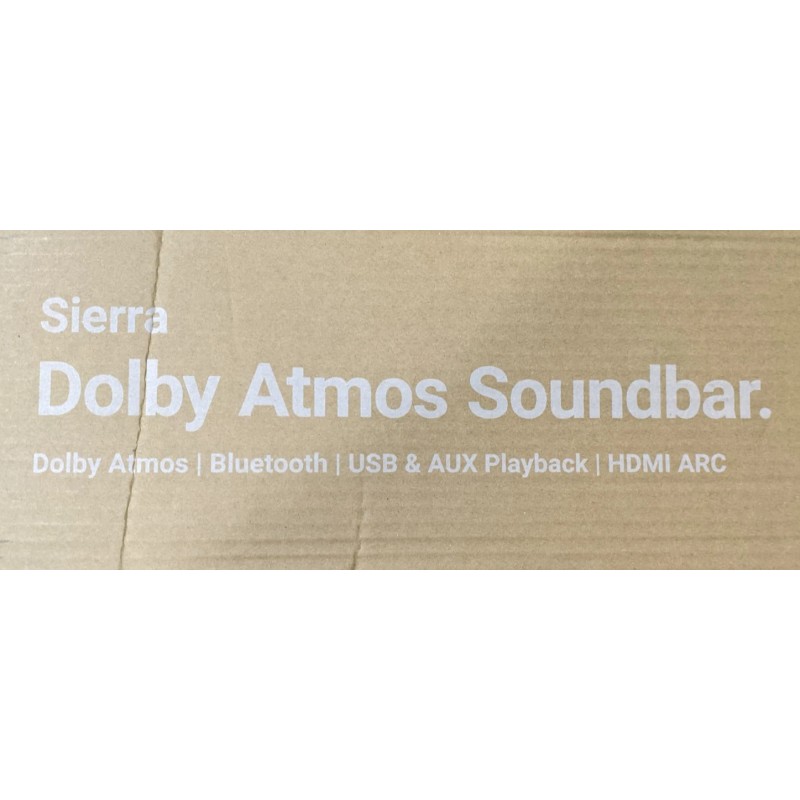 Sierra
Dolby Atmos Soundbar.
Dolby Atmos | Bluetooth | USB & AUX Playback | HDMI ARC